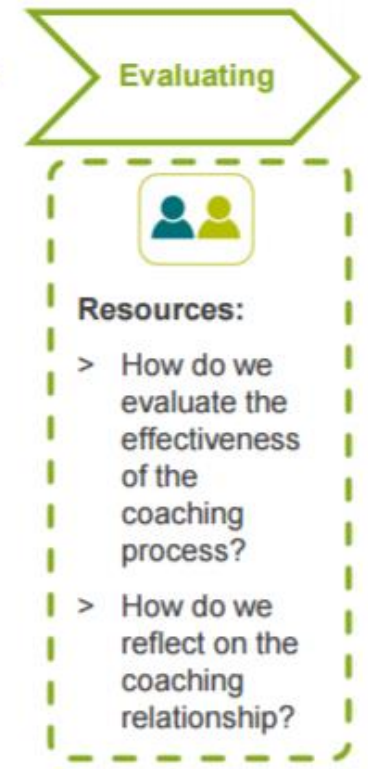 Evaluating
Resources:
> How do we
evaluate the
effectiveness
of the
coaching
process?
> How do we
reflect on the
coaching
relationship?